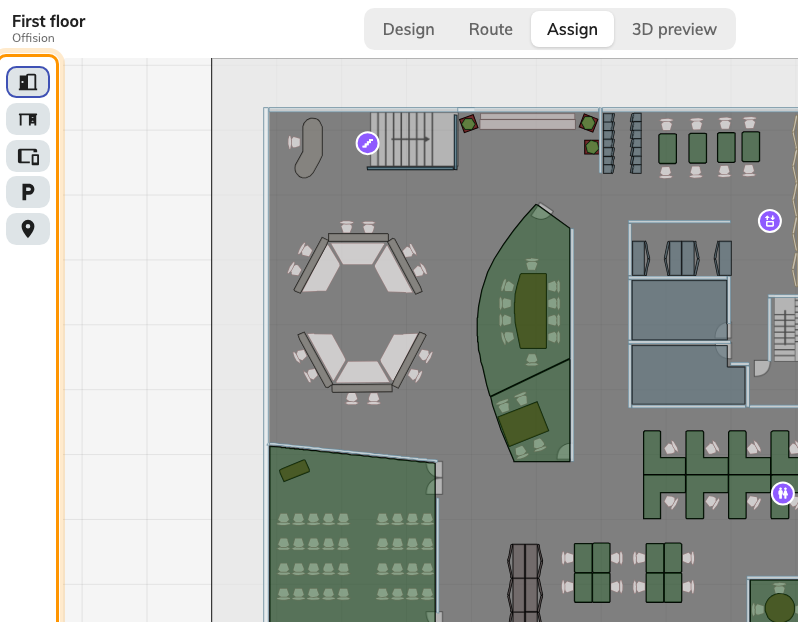 First floor
Offision
Design
Route
Assign
3D preview
P